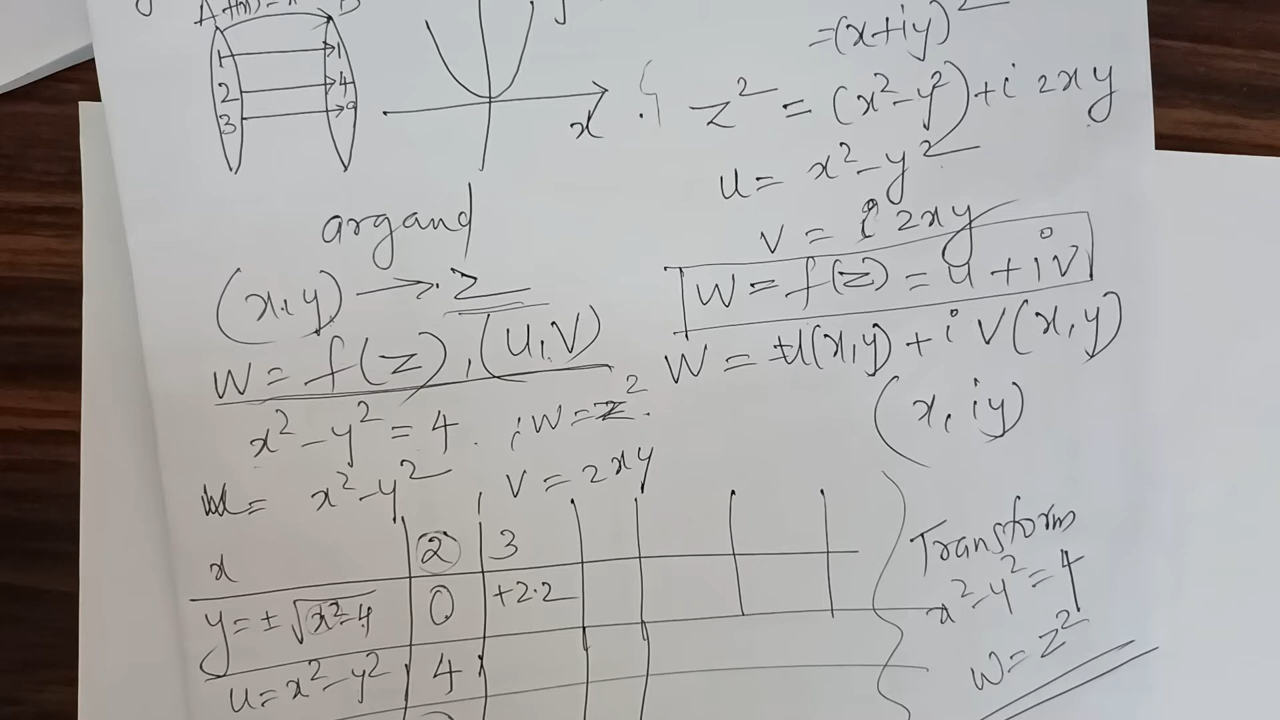 1 → 1
2 → 4
3 → 9
x
= (x+iy)²
z² = (x²-y²)+i 2xy
u = x²-y²
v = i 2xy
w = f(z) = u + iv
w = u(x,y) + i v(x,y)
(x, iy)
argand
(x,y) → z
w = f(z), (u,v)
x²-y² = 4. ; w = z².
u = x²-y², v = 2xy
x 2 3
y = ± √x²-4 0 +2.2
u = x²-y² 4
Transform
x²-y² = 4
w = z²